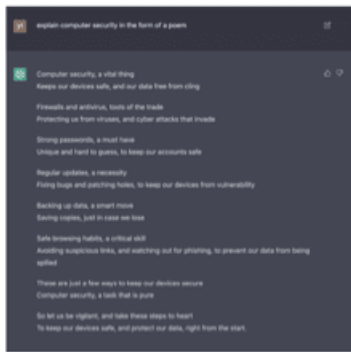 explain computer security in the form of a poem
Computer security, a vital thing
Keeps our devices safe, and our data free from cling
Firewalls and antivirus, tools of the trade
Protecting us from viruses, and cyber attacks that invade
Strong passwords, a must have
Unique and hard to guess, to keep our accounts safe
Regular updates, a necessity
Fixing bugs and patching holes, to keep our devices from vulnerability
Backing up data, a smart move
Saving copies, just in case we lose
Safe browsing habits, a critical skill
Avoiding suspicious links, and watching out for phishing, to prevent our data from being
spilled
These are just a few ways to keep our devices secure
Computer security, a task that is pure
So let us be vigilant, and take these steps to heart
To keep our devices safe, and protect our data, right from the start.